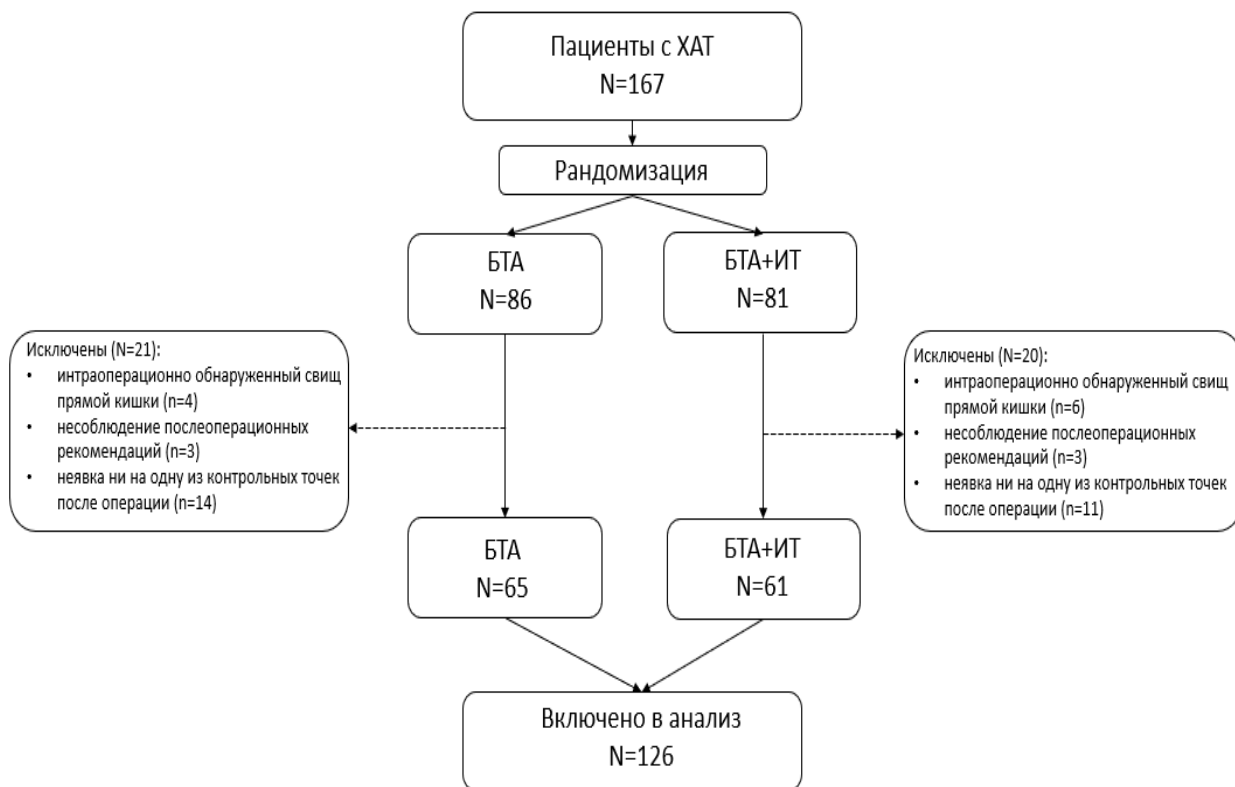 Пациенты с ХАТ
N=167
Рандомизация
БТА
N=86
БТА+ИТ
N=81
Исключены (N=21):
• интраоперационно обнаруженный свищ
прямой кишки (n=4)
• несоблюдение послеоперационных
рекомендаций (n=3)
• неявка ни на одну из контрольных точек
после операции (n=14)
Исключены (N=20):
• интраоперационно обнаруженный свищ
прямой кишки (n=6)
• несоблюдение послеоперационных
рекомендаций (n=3)
• неявка ни на одну из контрольных точек
после операции (n=11)
БТА
N=65
БТА+ИТ
N=61
Включено в анализ
N=126